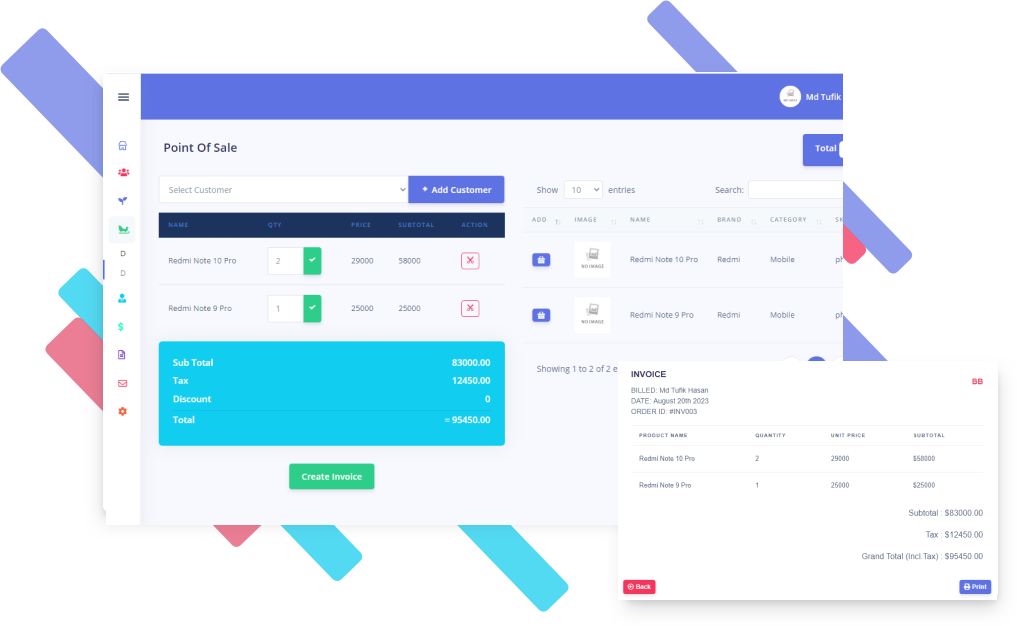 Md Tufik
Point Of Sale
Total
Select Customer
+ Add Customer
Show 10 entries
Search:
NAME QTY PRICE SUBTOTAL ACTION
ADD IMAGE NAME BRAND CATEGORY SK
Redmi Note 10 Pro 2 29000 58000
NO IMAGE Redmi Note 10 Pro Redmi Mobile ph
Redmi Note 9 Pro 1 25000 25000
NO IMAGE Redmi Note 9 Pro Redmi Mobile ph
D
D
Sub Total 83000.00
Tax 12450.00
Discount 0
Total = 95450.00
Showing 1 to 2 of 2 e
Create Invoice
INVOICE
BB
BILLED: Md Tufik Hasan
DATE: August 20th 2023
ORDER ID: #INV003
PRODUCT NAME QUANTITY UNIT PRICE SUBTOTAL
Redmi Note 10 Pro 2 29000 $58000
Redmi Note 9 Pro 1 25000 $25000
Subtotal : $83000.00
Tax : $12450.00
Grand Total (Incl.Tax) : $95450.00
Back
Print